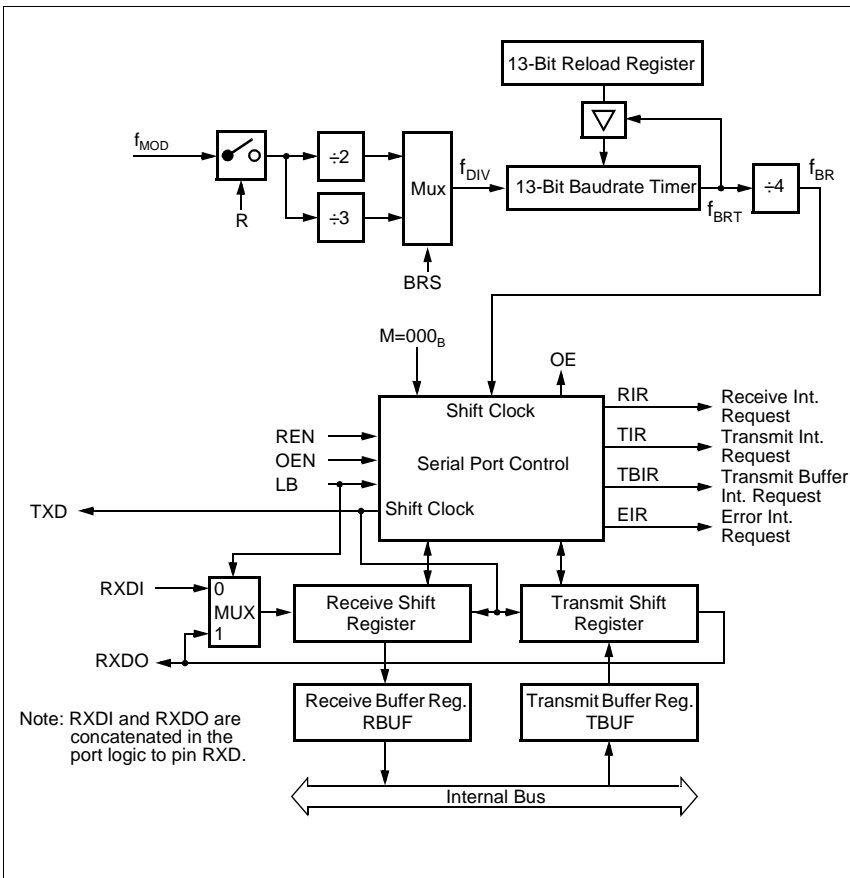 13-Bit Reload Register
fMOD
÷2
÷3
Mux
fDIV
13-Bit Baudrate Timer
fBRT
÷4
fBR
R
BRS
M=000B
OE
Shift Clock
Serial Port Control
Shift Clock
REN
OEN
LB
RIR
Receive Int.
Request
TIR
Transmit Int.
Request
TBIR
Transmit Buffer
Int. Request
EIR
Error Int.
Request
TXD
RXDI
0
MUX
1
RXDO
Receive Shift
Register
Transmit Shift
Register
Receive Buffer Reg.
RBUF
Transmit Buffer Reg.
TBUF
Note: RXDI and RXDO are
concatenated in the
port logic to pin RXD.
Internal Bus